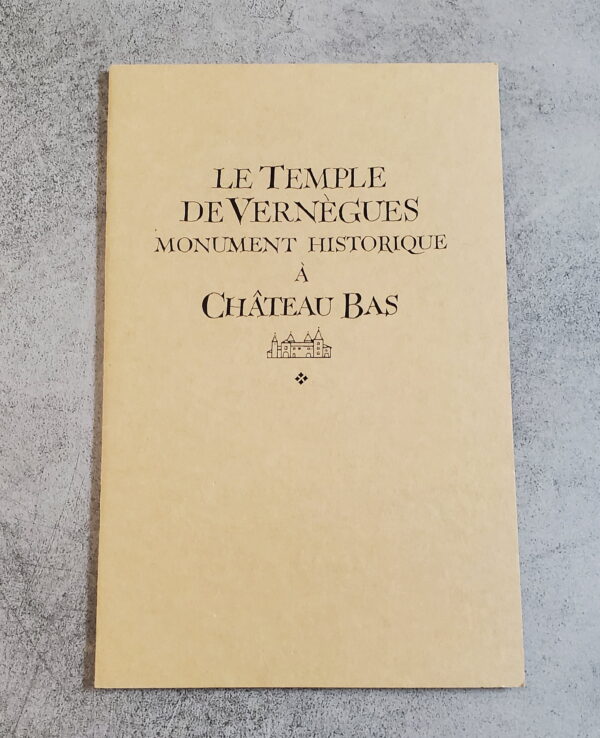 LE TEMPLE
DE VERNÈGUES
MONUMENT HISTORIQUE
À
CHÂTEAU BAS